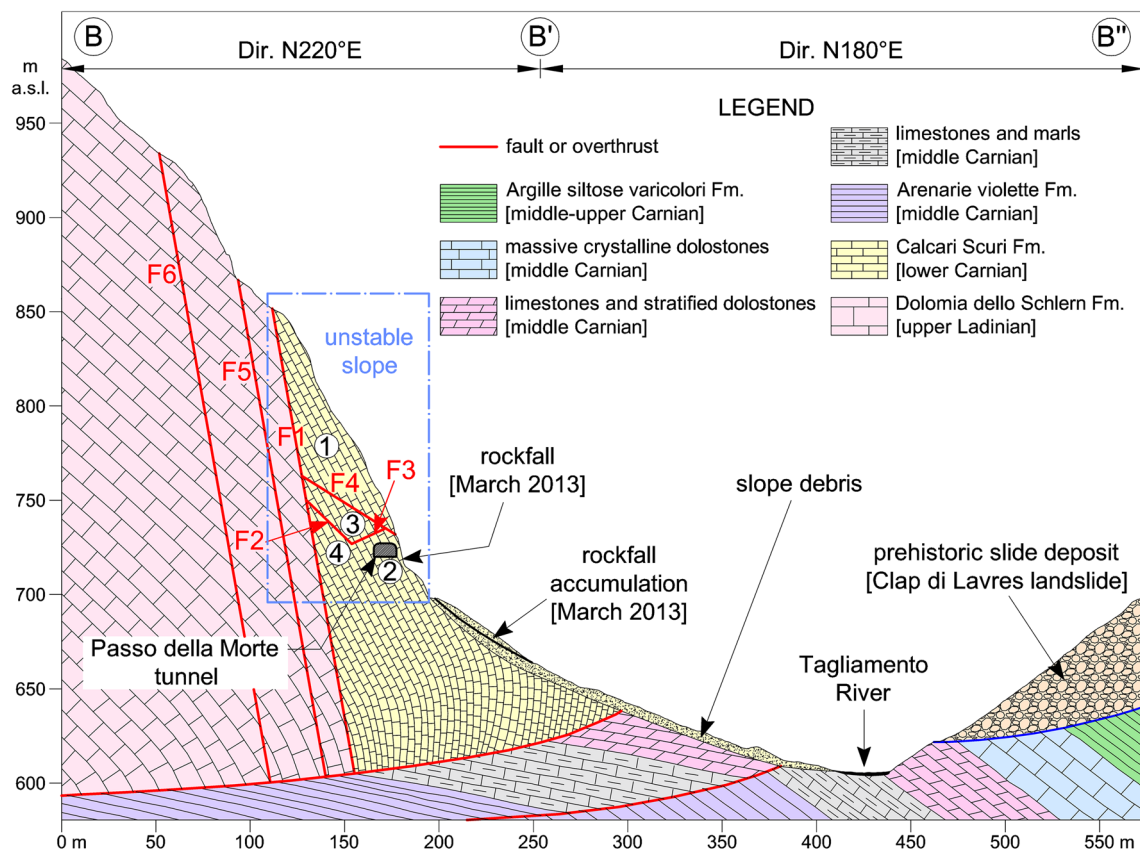 B
Dir. N220°E
B'
Dir. N180°E
B"
m
a.s.l.
950
900
850
800
750
700
650
600
LEGEND
fault or overthrust
Argille siltose varicolori Fm.
[middle-upper Carnian]
massive crystalline dolostones
[middle Carnian]
limestones and stratified dolostones
[middle Carnian]
limestones and marls
[middle Carnian]
Arenarie violette Fm.
[middle Carnian]
Calcari Scuri Fm.
[lower Carnian]
Dolomia dello Schlern Fm.
[upper Ladinian]
unstable
slope
F6
F5
F1
F4
F3
F2
1
3
4
2
rockfall
[March 2013]
rockfall
accumulation
[March 2013]
slope debris
prehistoric slide deposit
[Clap di Lavres landslide]
Passo della Morte
tunnel
Tagliamento
River
0 m
50
100
150
200
250
300
350
400
450
500
550 m